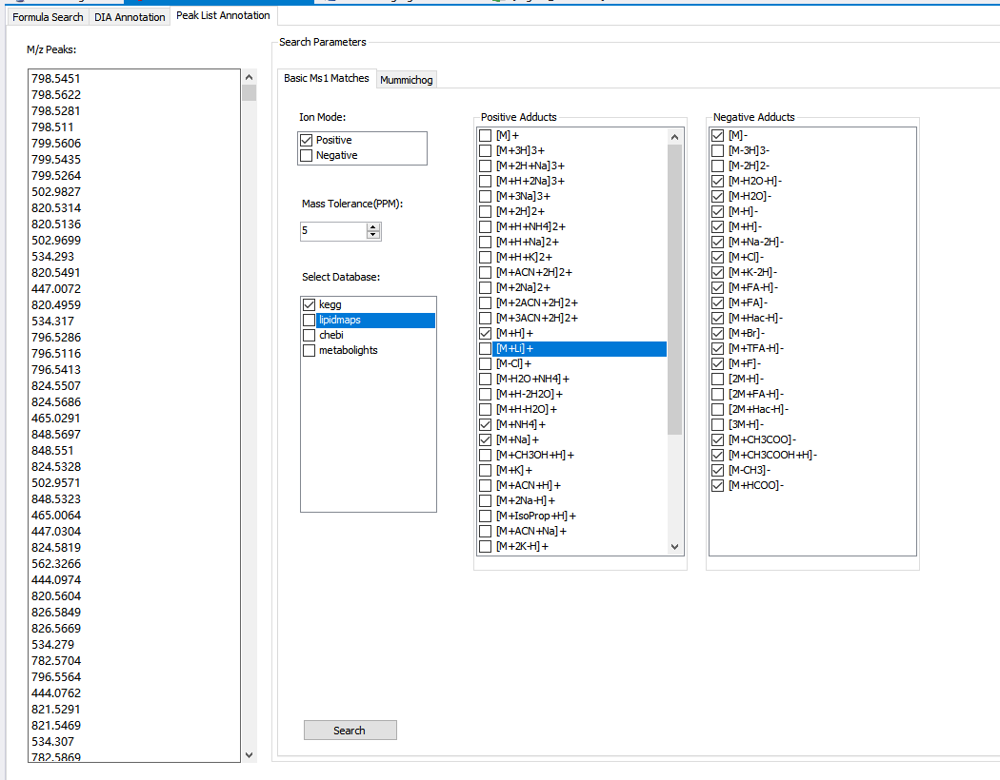 Formula Search
DIA Annotation
Peak List Annotation
M/z Peaks:
798.5451
798.5622
798.5281
798.511
799.5606
799.5435
799.5264
502.9827
820.5314
820.5136
502.9699
534.293
820.5491
447.0072
820.4959
534.317
796.5286
796.5116
796.5413
824.5507
824.5686
465.0291
848.5697
848.551
824.5328
502.9571
848.5323
465.0064
447.0304
824.5819
562.3266
444.0974
820.5604
826.5849
826.5669
534.279
782.5704
796.5564
444.0762
821.5291
821.5469
534.307
782.5869
Search Parameters
Basic Ms1 Matches
Mummichog
Ion Mode:
Positive
Negative
Mass Tolerance(PPM):
5
Select Database:
kegg
lipidmaps
chebi
metabolights
Positive Adducts
[M]+
[M+3H]3+
[M+2H+Na]3+
[M+H+2Na]3+
[M+3Na]3+
[M+2H]2+
[M+H+NH4]2+
[M+H+Na]2+
[M+H+K]2+
[M+ACN+2H]2+
[M+2Na]2+
[M+2ACN+2H]2+
[M+3ACN+2H]2+
[M+H]+
[M+Li]+
[M-Cl]+
[M-H2O+NH4]+
[M+H-2H2O]+
[M+H-H2O]+
[M+NH4]+
[M+Na]+
[M+CH3OH+H]+
[M+K]+
[M+ACN+H]+
[M+2Na-H]+
[M+IsoProp+H]+
[M+ACN+Na]+
[M+2K-H]+
Negative Adducts
[M]-
[M-3H]3-
[M-2H]2-
[M-H2O-H]-
[M-H2O]-
[M-H]-
[M+H]-
[M+Na-2H]-
[M+Cl]-
[M+K-2H]-
[M+FA-H]-
[M+FA]-
[M+Hac-H]-
[M+Br]-
[M+TFA-H]-
[M+F]-
[2M-H]-
[2M+FA-H]-
[2M+Hac-H]-
[3M-H]-
[M+CH3COO]-
[M+CH3COOH+H]-
[M-CH3]-
[M+HCOO]-
Search